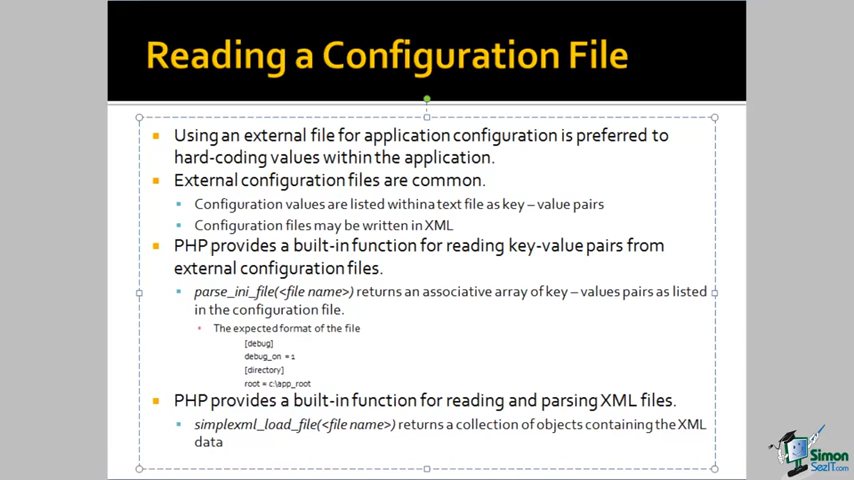 Reading a Configuration File
Using an external file for application configuration is preferred to
hard-coding values within the application.
External configuration files are common.
Configuration values are listed withina text file as key – value pairs
Configuration files may be written in XML
PHP provides a built-in function for reading key-value pairs from
external configuration files.
parse_ini_file(<file name>) returns an associative array of key – values pairs as listed
in the configuration file.
The expected format of the file
[debug]
debug_on = 1
[directory]
root = c:\app_root
PHP provides a built-in function for reading and parsing XML files.
simplexml_load_file(<file name>) returns a collection of objects containing the XML
data
Simon
SezIT.com